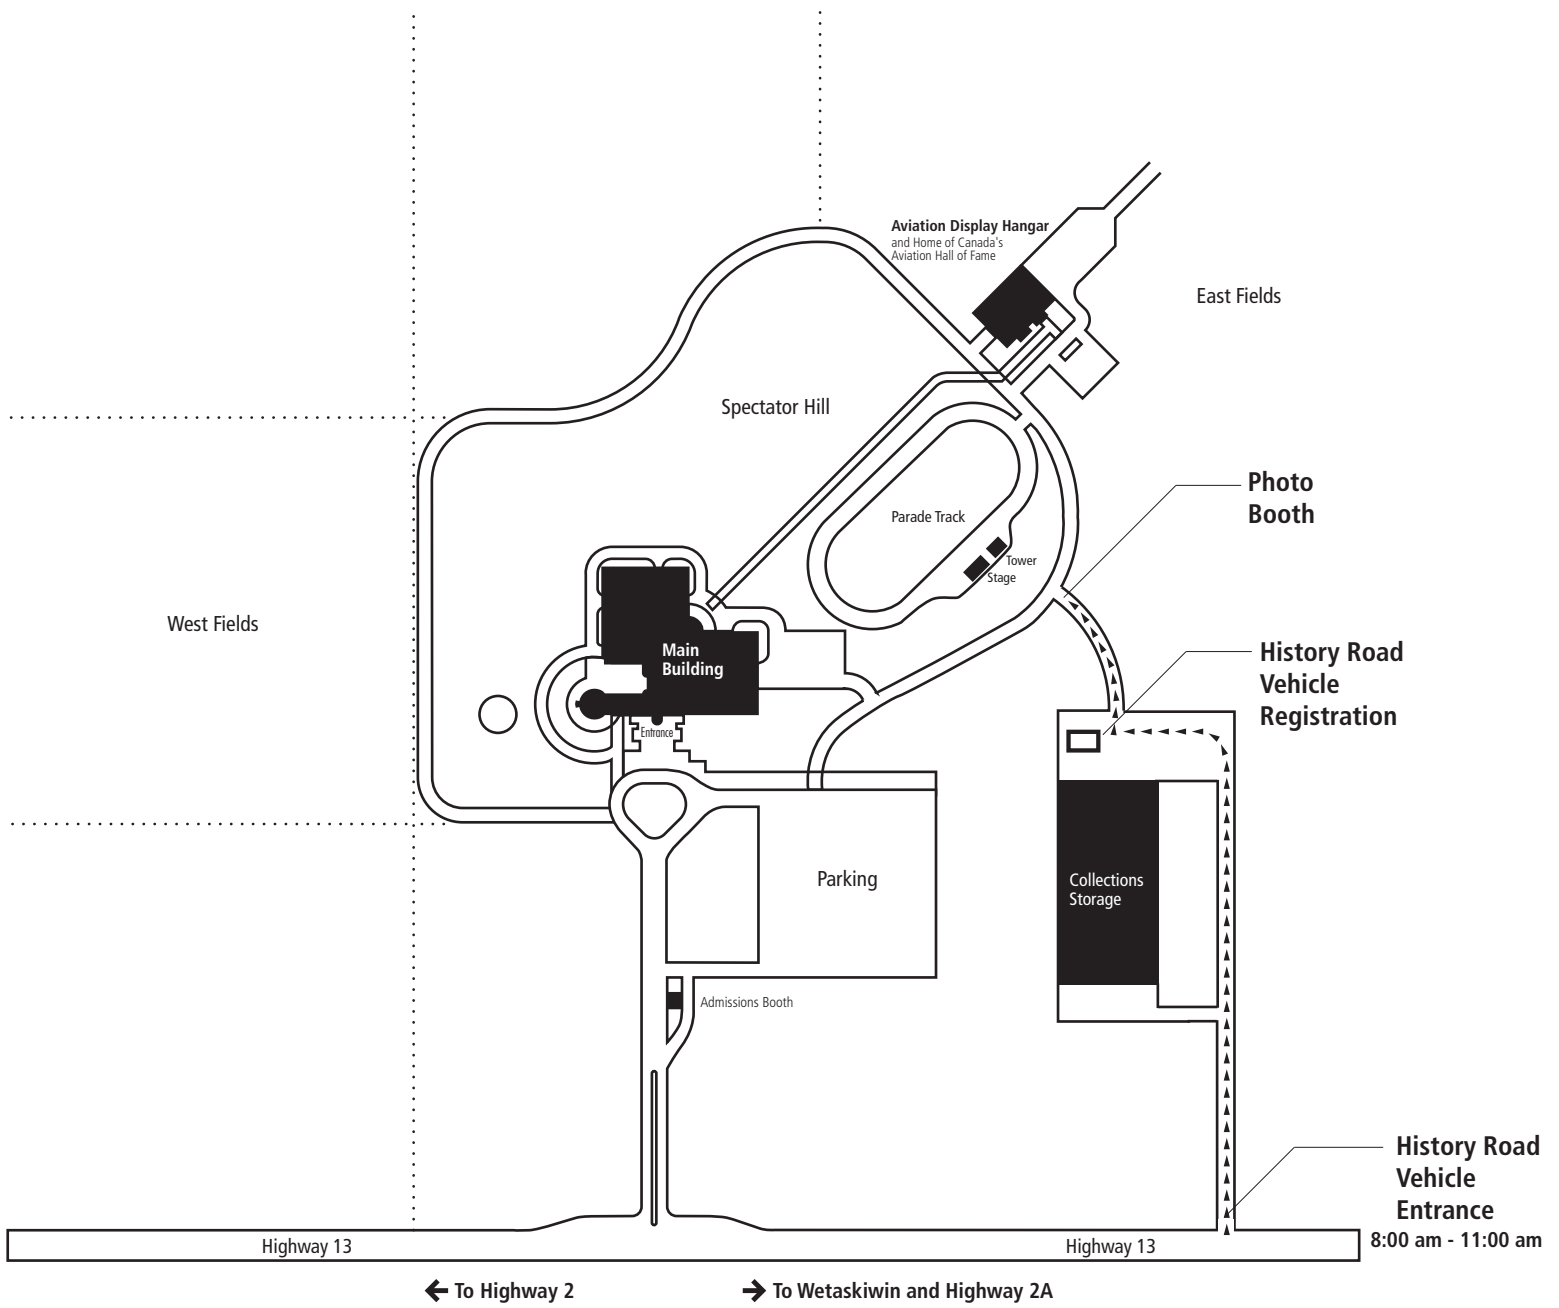 Aviation Display Hangar
and Home of Canada's
Aviation Hall of Fame
East Fields
Spectator Hill
Photo
Booth
Parade Track
Tower
Stage
West Fields
Main
Building
Entrance
History Road
Vehicle
Registration
Parking
Collections
Storage
Admissions Booth
History Road
Vehicle
Entrance
8:00 am - 11:00 am
Highway 13
Highway 13
To Highway 2
To Wetaskiwin and Highway 2A